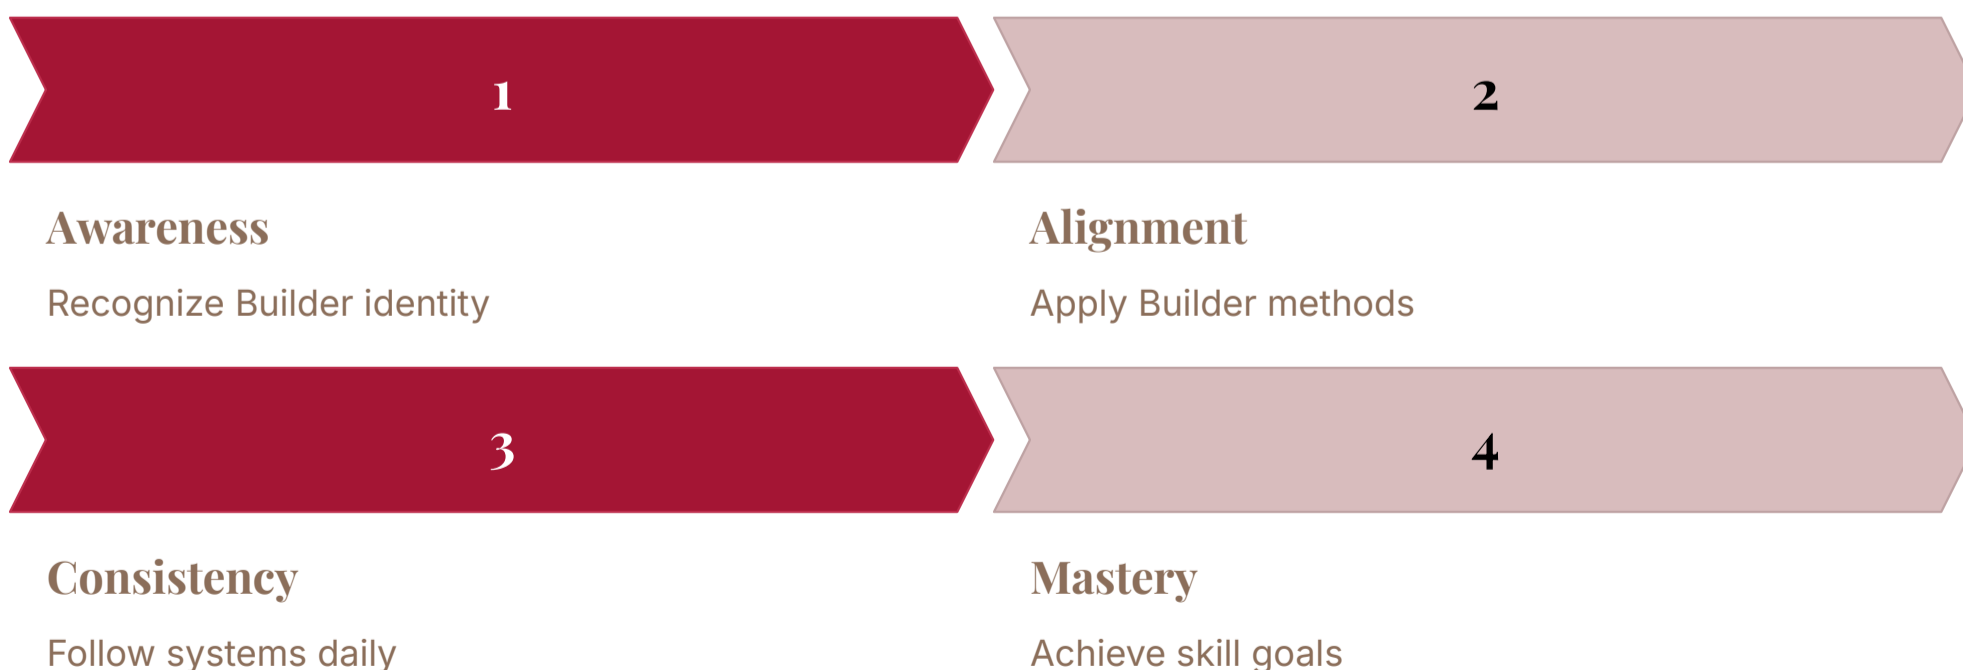 1
2
Awareness
Recognize Builder identity
Alignment
Apply Builder methods
3
4
Consistency
Follow systems daily
Mastery
Achieve skill goals